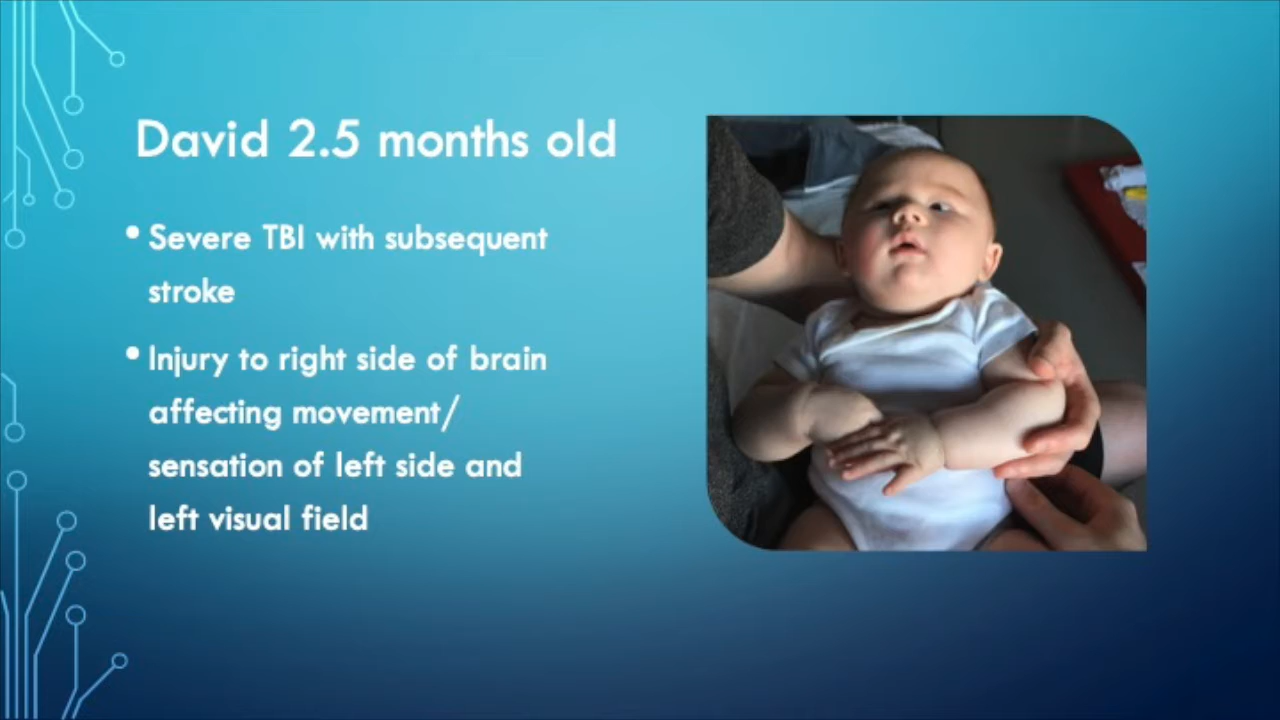 David 2.5 months old
• Severe TBI with subsequent
stroke
• Injury to right side of brain
affecting movement/
sensation of left side and
left visual field